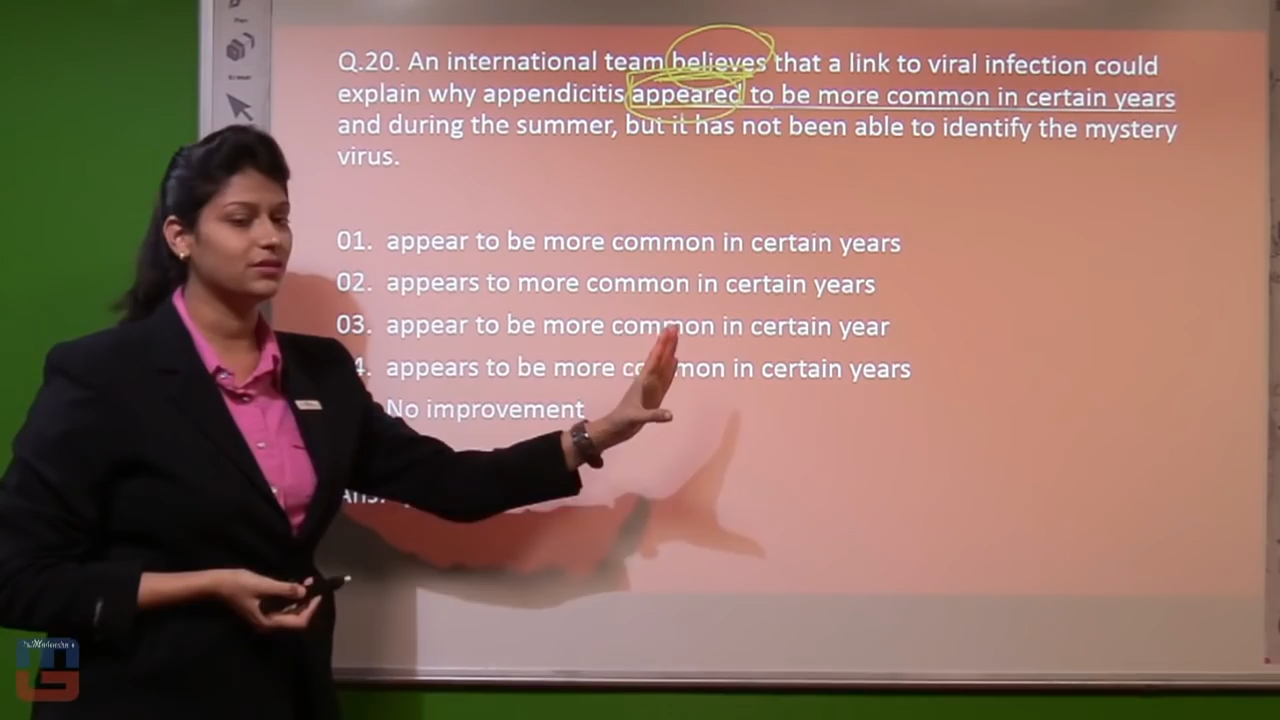 Q.20. An international team believes that a link to viral infection could
explain why appendicitis appeared to be more common in certain years
and during the summer, but it has not been able to identify the mystery
virus.
01. appear to be more common in certain years
02. appears to more common in certain years
03. appear to be more common in certain year
4. appears to be more common in certain years
No improvement
Ans.